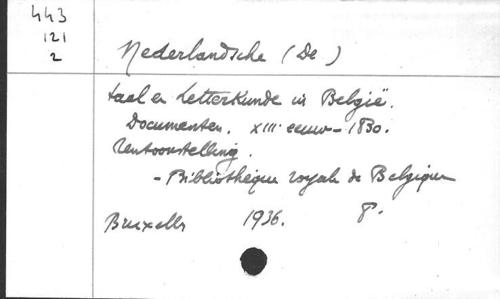 443
121
2
Nederlandsche (De)
taal en Letterkunde in België.
Documenten. XIIIe eeuw - 1830.
Tentoonstelling.
- Bibliothèque royale de Belgique
Bruxelles 1936. 8°.